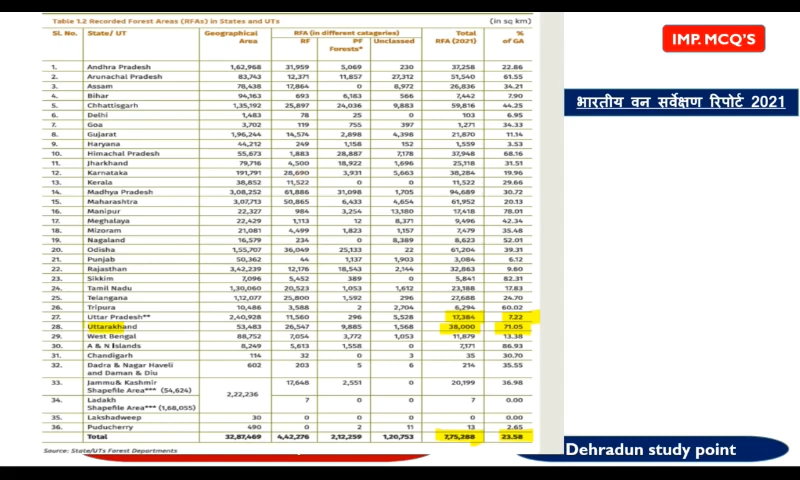 Table 1.2 Recorded Forest Areas (RFAs) in States and UTs (in sq km)
Sl. No. State/ UT Geographical Area RFA (in different categories) Total RFA (2021) % of GA
RF PF Forests* Unclassed
1. Andhra Pradesh 1,62,968 31,959 5,069 230 37,258 22.86
2. Arunachal Pradesh 83,743 12,371 11,857 27,312 51,540 61.55
3. Assam 78,438 17,864 0 8,972 26,836 34.21
4. Bihar 94,163 693 6,183 566 7,442 7.90
5. Chhattisgarh 1,35,192 25,897 24,036 9,883 59,816 44.25
6. Delhi 1,483 78 25 0 103 6.95
7. Goa 3,702 119 755 397 1,271 34.33
8. Gujarat 1,96,244 14,574 2,898 4,398 21,870 11.14
9. Haryana 44,212 249 1,158 152 1,559 3.53
10. Himachal Pradesh 55,673 1,883 28,887 7,178 37,948 68.16
11. Jharkhand 79,716 4,500 18,922 1,696 25,118 31.51
12. Karnataka 191,791 28,690 3,931 5,663 38,284 19.96
13. Kerala 38,852 11,522 0 0 11,522 29.66
14. Madhya Pradesh 3,08,252 61,886 31,098 1,705 94,689 30.72
15. Maharashtra 3,07,713 50,865 6,433 4,654 61,952 20.13
16. Manipur 22,327 984 3,254 13,180 17,418 78.01
17. Meghalaya 22,429 1,113 12 8,371 9,496 42.34
18. Mizoram 21,081 4,499 1,823 1,157 7,479 35.48
19. Nagaland 16,579 234 0 8,389 8,623 52.01
20. Odisha 1,55,707 36,049 25,133 22 61,204 39.31
21. Punjab 50,362 44 1,137 1,903 3,084 6.12
22. Rajasthan 3,42,239 12,176 18,543 2,144 32,863 9.60
23. Sikkim 7,096 5,452 389 0 5,841 82.31
24. Tamil Nadu 1,30,060 20,523 1,053 1,612 23,188 17.83
25. Telangana 1,12,077 25,800 1,592 296 27,688 24.70
26. Tripura 10,486 3,588 2 2,704 6,294 60.02
27. Uttar Pradesh** 2,40,928 11,560 296 5,528 17,384 7.22
28. Uttarakhand 53,483 26,547 9,885 1,568 38,000 71.05
29. West Bengal 88,752 7,054 3,772 1,053 11,879 13.38
30. A & N Islands 8,249 5,613 1,558 0 7,171 86.93
31. Chandigarh 114 32 0 3 35 30.70
32. Dadra & Nagar Haveli and Daman & Diu 602 203 5 6 214 35.55
33. Jammu& Kashmir Shapefile Area*** (54,624) 2,22,236 17,648 2,551 0 20,199 36.98
34. Ladakh Shapefile Area*** (1,68,055) 7 0 0 7 0.00
35. Lakshadweep 30 0 0 0 0 0.00
36. Puducherry 490 0 2 11 13 2.65
Total 32,87,469 4,42,276 2,12,259 1,20,753 7,75,288 23.58
Source: State/UTs Forest Departments
IMP. MCQ'S
भारतीय वन सर्वेक्षण रिपोर्ट 2021
Dehradun study point